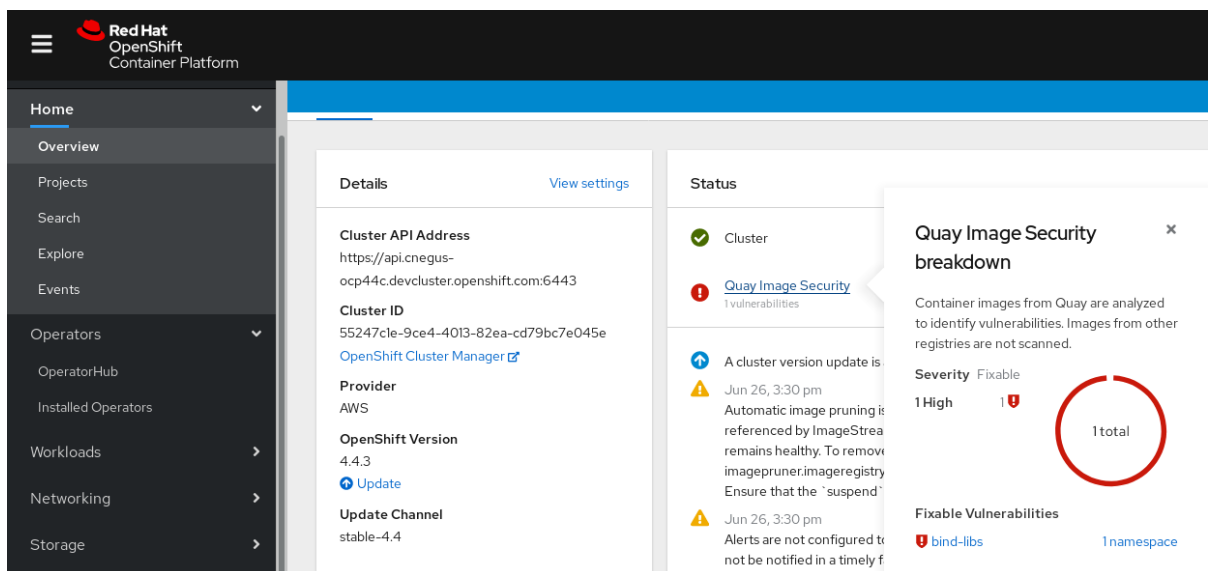 Red Hat
OpenShift
Container Platform
Home
Overview
Projects
Search
Explore
Events
Operators
OperatorHub
Installed Operators
Workloads
Networking
Storage
Details
View settings
Cluster API Address
https://api.cnegus-
ocp44c.devcluster.openshift.com:6443
Cluster ID
55247c1e-9ce4-4013-82ea-cd79bc7e045e
OpenShift Cluster Manager
Provider
AWS
OpenShift Version
4.4.3
Update
Update Channel
stable-4.4
Status
Cluster
Quay Image Security
1 vulnerabilities
A cluster version update is
Jun 26, 3:30 pm
Automatic image pruning is
referenced by ImageStrea
remains healthy. To remove
imagepruner.imageregistry
Ensure that the `suspend`
Jun 26, 3:30 pm
Alerts are not configured to
not be notified in a timely f
Quay Image Security
breakdown
Container images from Quay are analyzed
to identify vulnerabilities. Images from other
registries are not scanned.
Severity Fixable
1 High 1
1 total
Fixable Vulnerabilities
bind-libs 1 namespace